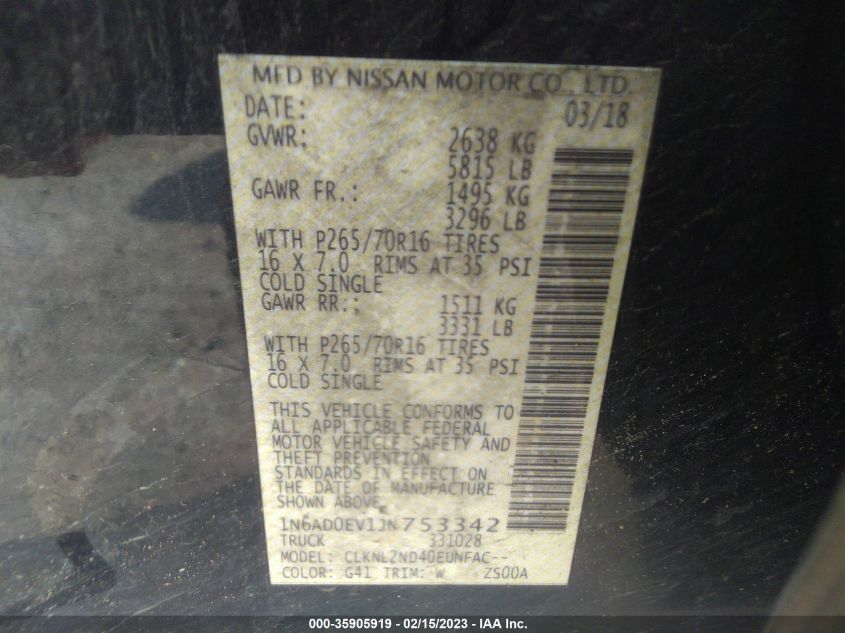 MFD BY NISSAN MOTOR CO., LTD.
DATE: 03/18
GVWR: 2638 KG
5815 LB
GAWR FR.: 1495 KG
3296 LB
WITH P265/70R16 TIRES
16 X 7.0 RIMS AT 35 PSI
COLD SINGLE
GAWR RR.: 1511 KG
3331 LB
WITH P265/70R16 TIRES
16 X 7.0 RIMS AT 35 PSI
COLD SINGLE
THIS VEHICLE CONFORMS TO
ALL APPLICABLE FEDERAL
MOTOR VEHICLE SAFETY AND
THEFT PREVENTION
STANDARDS IN EFFECT ON
THE DATE OF MANUFACTURE
SHOWN ABOVE.
1N6AD0EV1JN753342
TRUCK 331028
MODEL: CLKNLZND40EUNFAC--
COLOR: G41 TRIM: W ZS00A
000-35905919 - 02/15/2023 - IAA Inc.